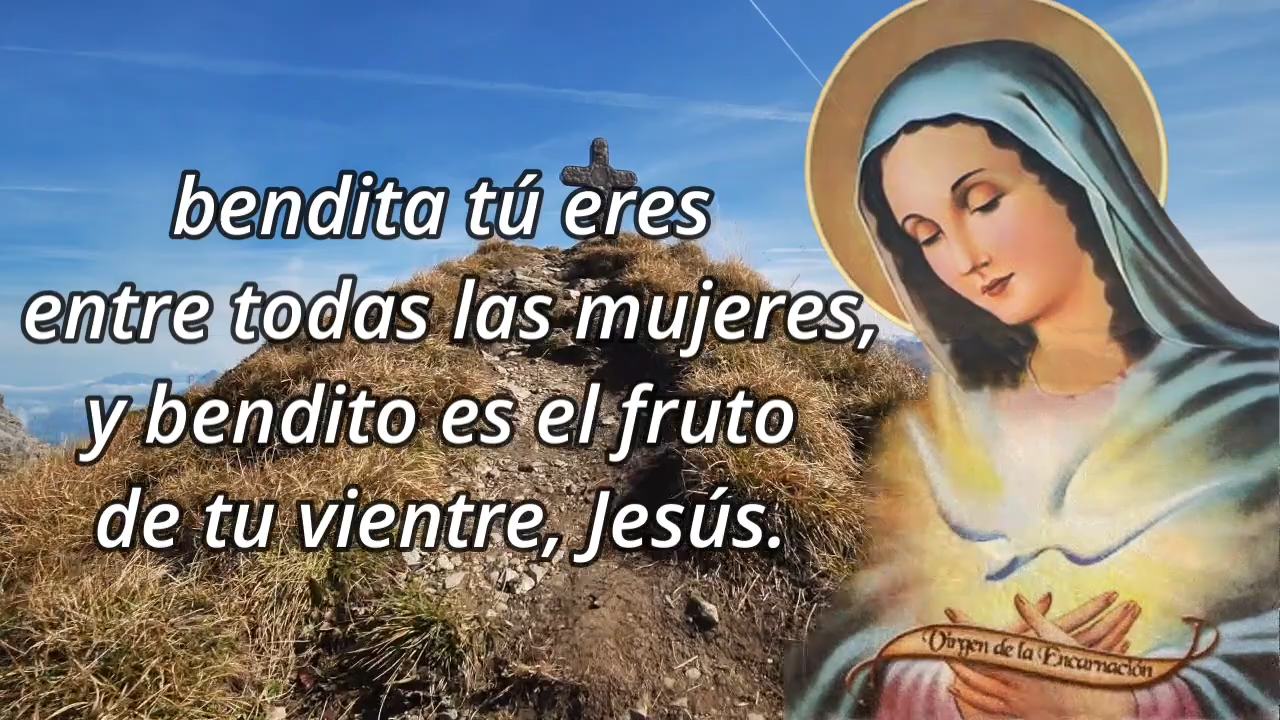 bendita tú eres
entre todas las mujeres,
y bendito es el fruto
de tu vientre, Jesús.
Virgen de la Encarnación